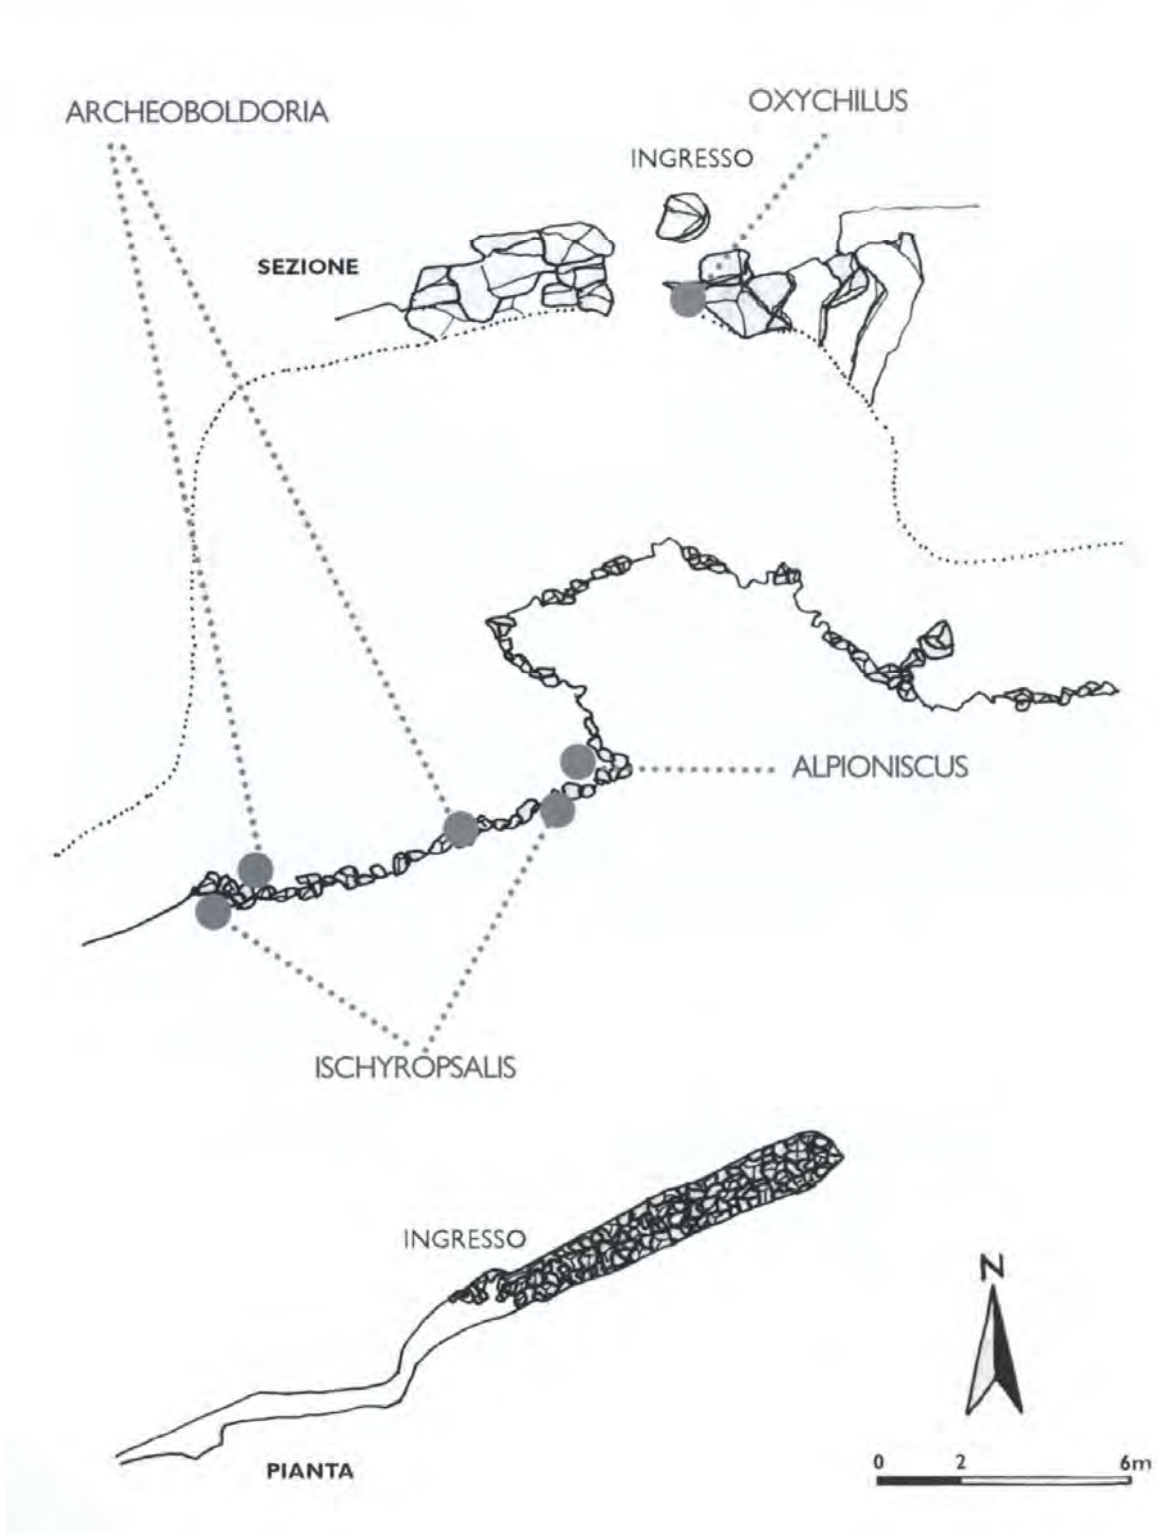 OXYCHILUS
ARCHEOBOLDORIA
INGRESSO
SEZIONE
ALPIONISCUS
ISCHYROPSALIS
INGRESSO
N
PIANTA
0 2 6m